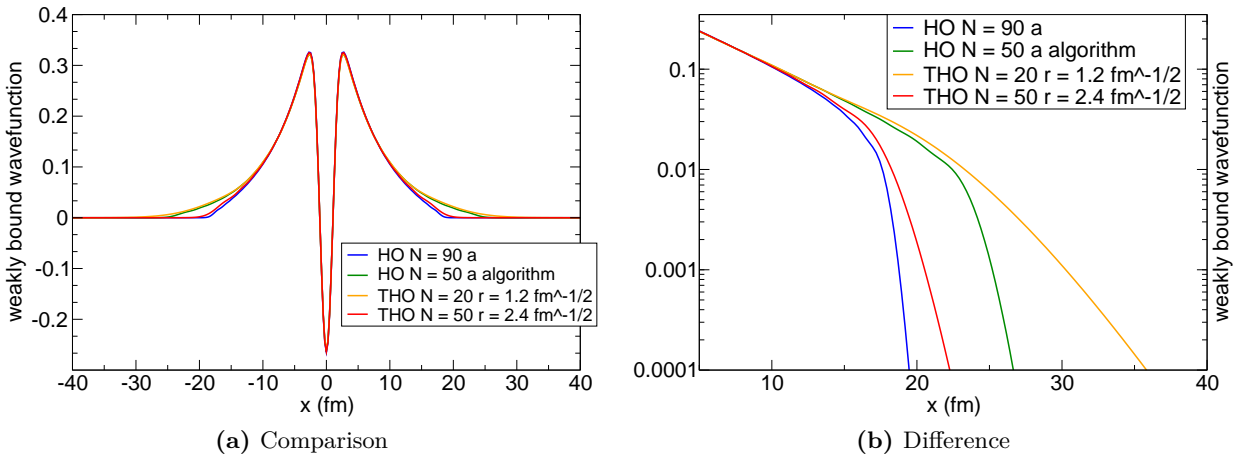 weakly bound wavefunction
0.4
0.3
0.2
0.1
0
-0.1
-0.2
HO N = 90 a
HO N = 50 a algorithm
THO N = 20 r = 1.2 fm^-1/2
THO N = 50 r = 2.4 fm^-1/2
-40 -30 -20 -10 0 10 20 30 40
x (fm)
(a) Comparison
HO N = 90 a
HO N = 50 a algorithm
THO N = 20 r = 1.2 fm^-1/2
THO N = 50 r = 2.4 fm^-1/2
0.1
0.01
0.001
0.0001
weakly bound wavefunction
10 20 30 40
x (fm)
(b) Difference